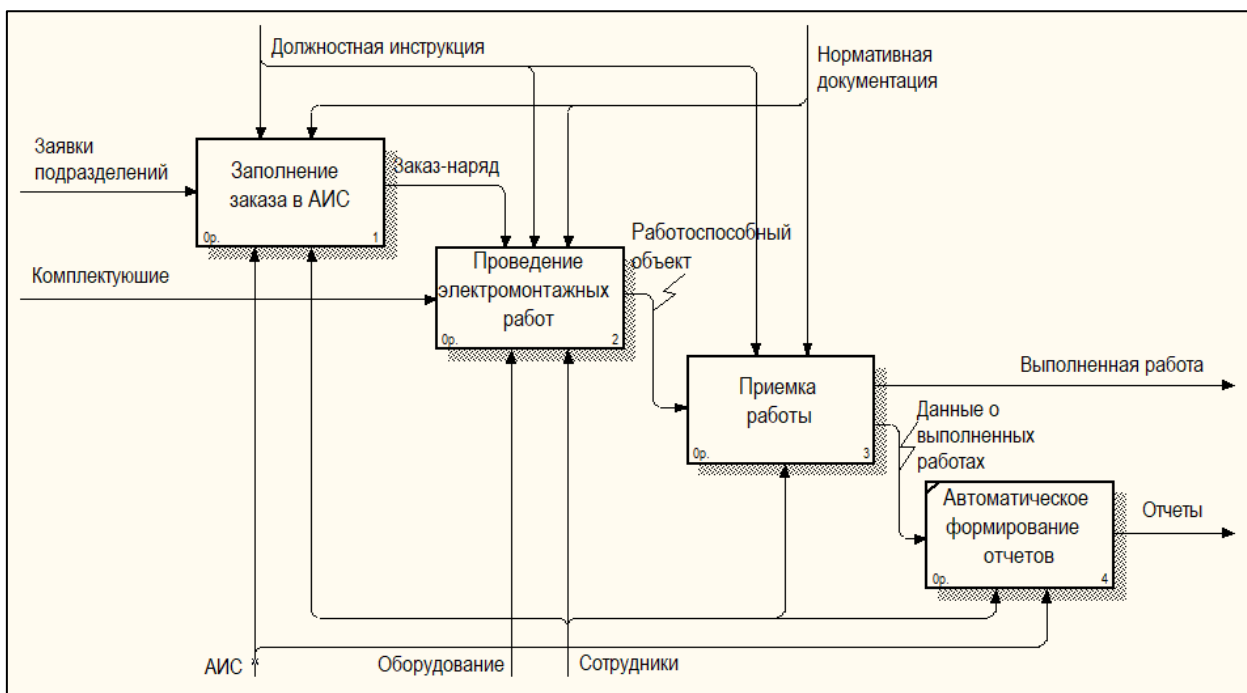 Должностная инструкция
Нормативная
документация
Заявки
подразделений
Заполнение
заказа в АИС
0р. 1
Заказ-наряд
Комплектуюшие
Проведение
электромонтажных
работ
0р. 2
Работоспособный
объект
Приемка
работы
0р. 3
Выполненная работа
Данные о
выполненных
работах
Автоматическое
формирование
отчетов
0р. 4
Отчеты
АИС
Оборудование
Сотрудники